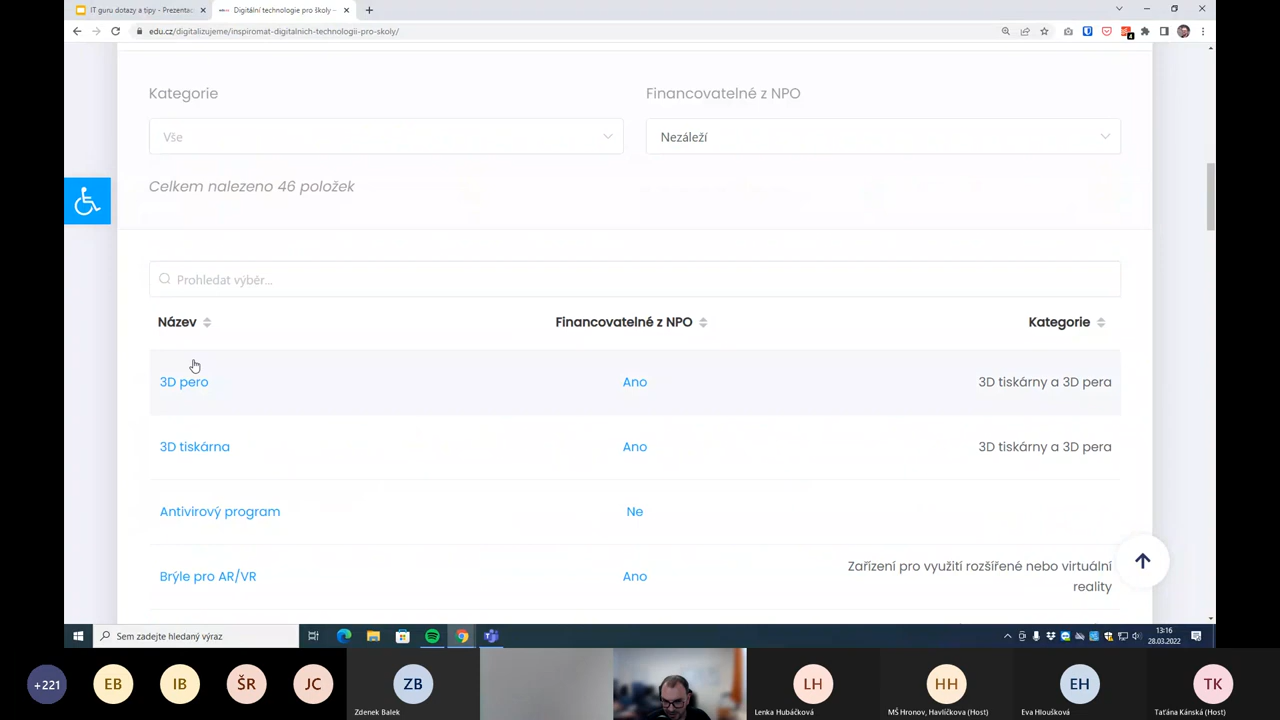 IT guru dotazy a tipy - Prezentac
Digitální technologie pro školy -
edu.cz/digitalizujeme/inspiromat-digitalnich-technologii-pro-skoly/
Kategorie
Financovatelné z NPO
Vše
Nezáleží
Celkem nalezeno 46 položek
Prohledat výběr...
Název
Financovatelné z NPO
Kategorie
3D pero
Ano
3D tiskárny a 3D pera
3D tiskárna
Ano
3D tiskárny a 3D pera
Antivirový program
Ne
Brýle pro AR/VR
Ano
Zařízení pro využití rozšířené nebo virtuální
reality
Sem zadejte hledaný výraz
13:16
28.03.2022
+221
EB
IB
ŠR
JC
ZB
LH
HH
EH
TK
Zdenek Balek
Lenka Hubáčková
MŠ Hronov, Havlíčkova (Host)
Eva Hloušková
Taťána Kánská (Host)